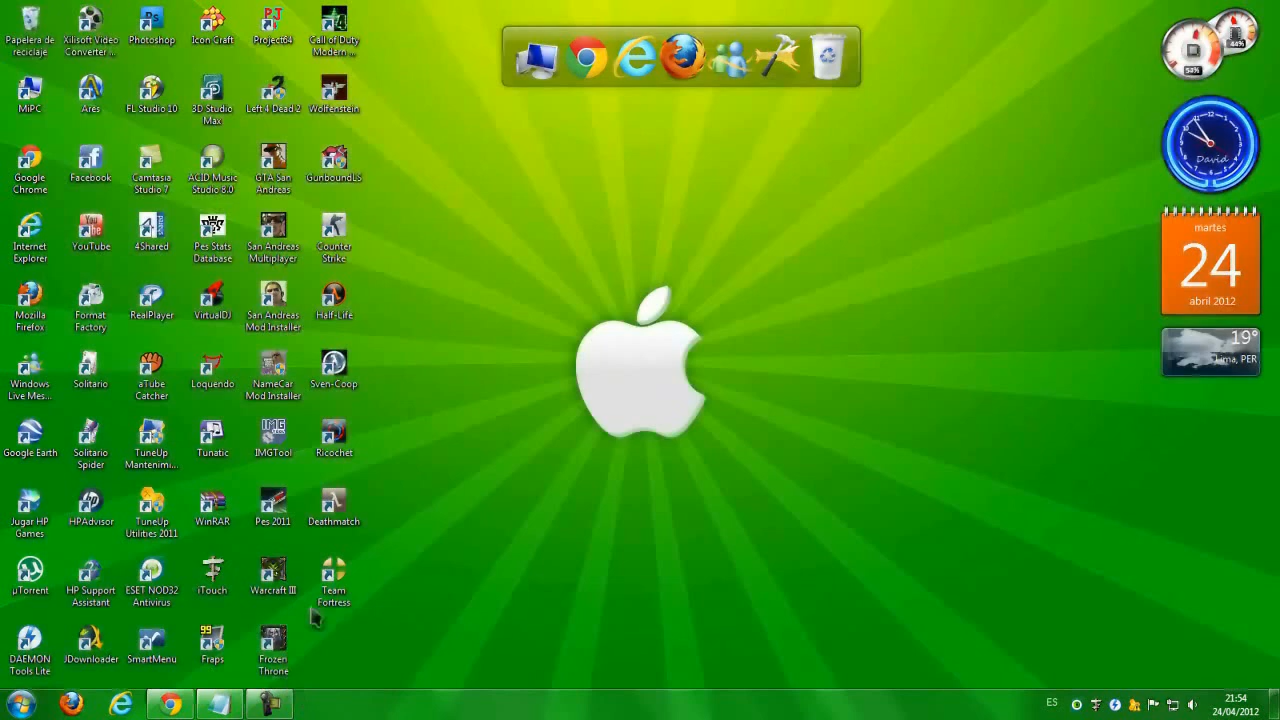 Papelera de
reciclaje
Xilisoft Video
Converter ...
Photoshop
Icon Craft
Project64
Call of Duty
Modern ...
MiPC
Ares
FL Studio 10
3D Studio
Max
Left 4 Dead 2
Wolfenstein
Google
Chrome
Facebook
Camtasia
Studio 7
ACID Music
Studio 8.0
GTA San
Andreas
GunboundLS
Internet
Explorer
YouTube
4Shared
Pes Stats
Database
San Andreas
Multiplayer
Counter
Strike
Mozilla
Firefox
Format
Factory
RealPlayer
VirtualDJ
San Andreas
Mod Installer
Half-Life
Windows
Live Mes...
Solitario
aTube
Catcher
Loquendo
NameCar
Mod Installer
Sven-Coop
Google Earth
Solitario
Spider
TuneUp
Mantenimi...
Tunatic
IMGTool
Ricochet
Jugar HP
Games
HPAdvisor
TuneUp
Utilities 2011
WinRAR
Pes 2011
Deathmatch
µTorrent
HP Support
Assistant
ESET NOD32
Antivirus
iTouch
Warcraft III
Team
Fortress
DAEMON
Tools Lite
JDownloader
SmartMenu
99
Fraps
Frozen
Throne
44%
54%
David
martes
24
abril 2012
19°
Lima, PER
ES
21:54
24/04/2012